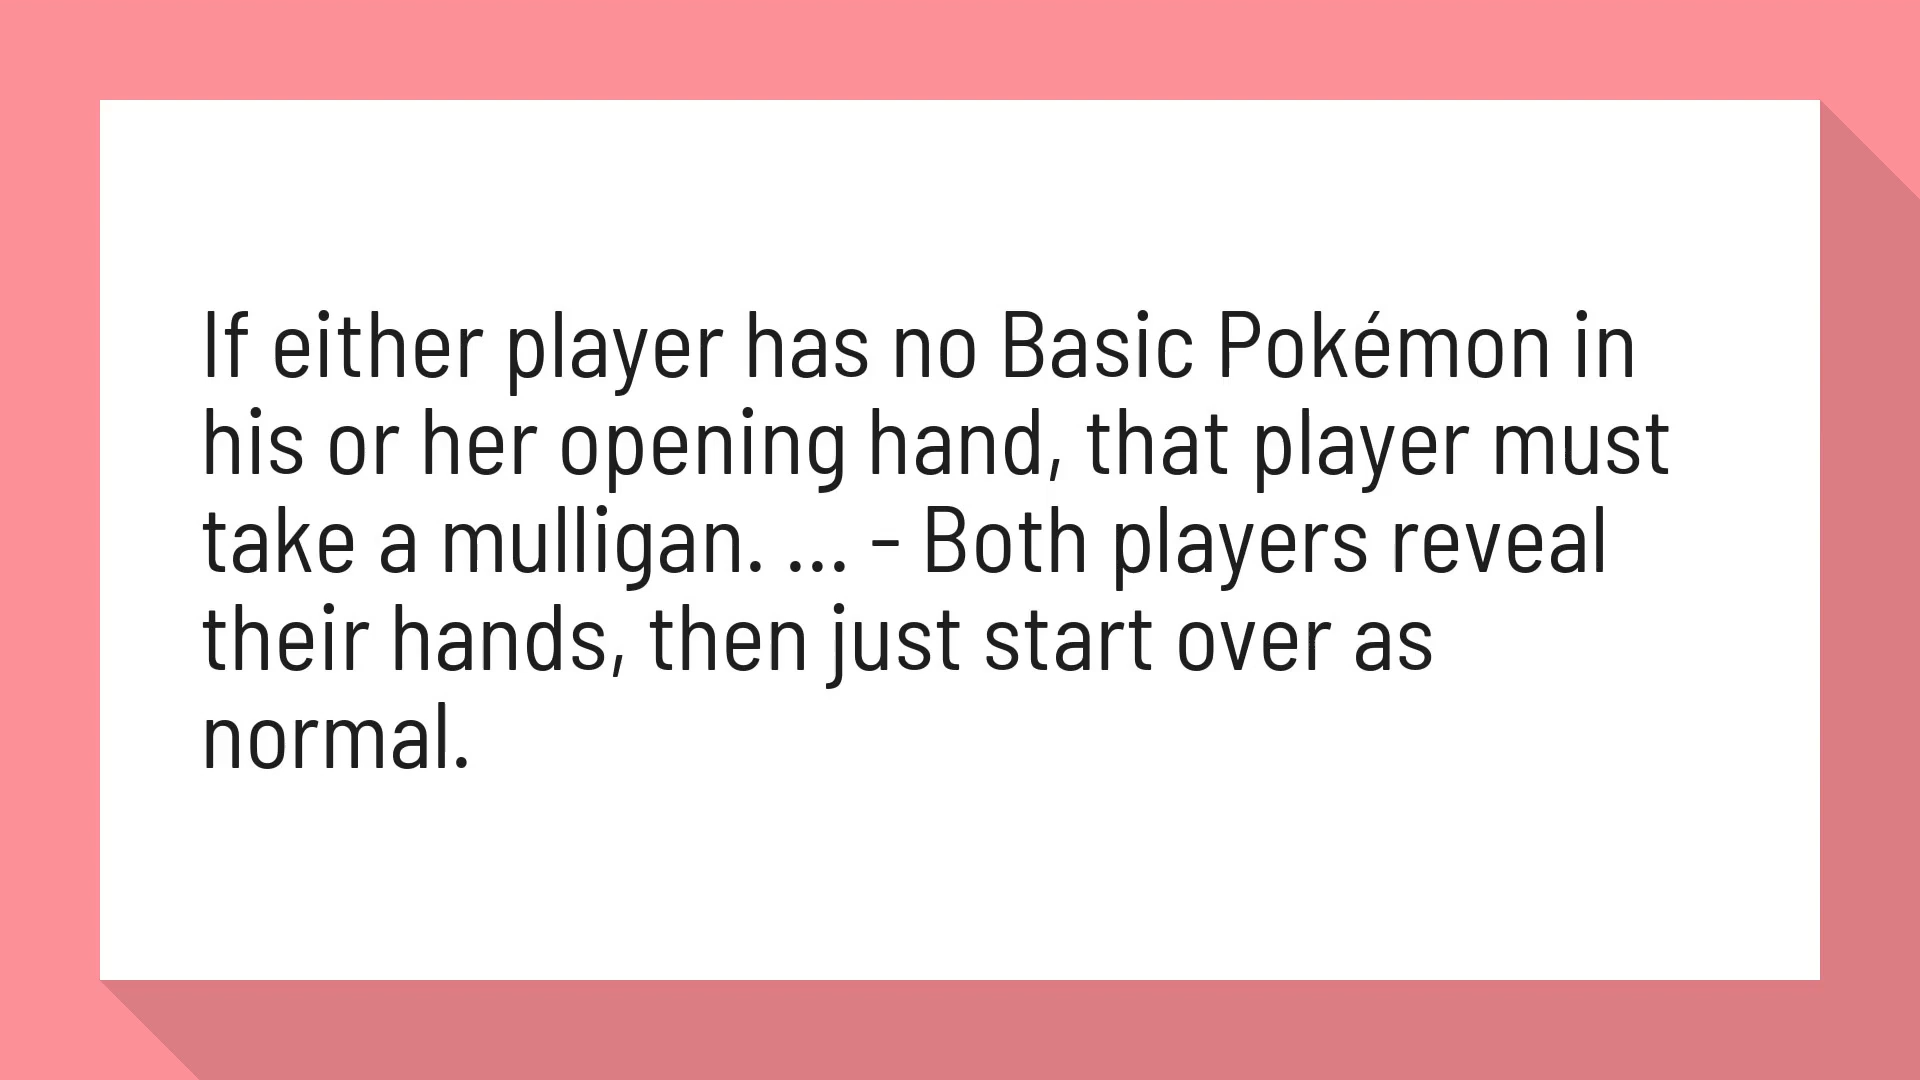 If either player has no Basic Pokémon in
his or her opening hand, that player must
take a mulligan. ... - Both players reveal
their hands, then just start over as
normal.